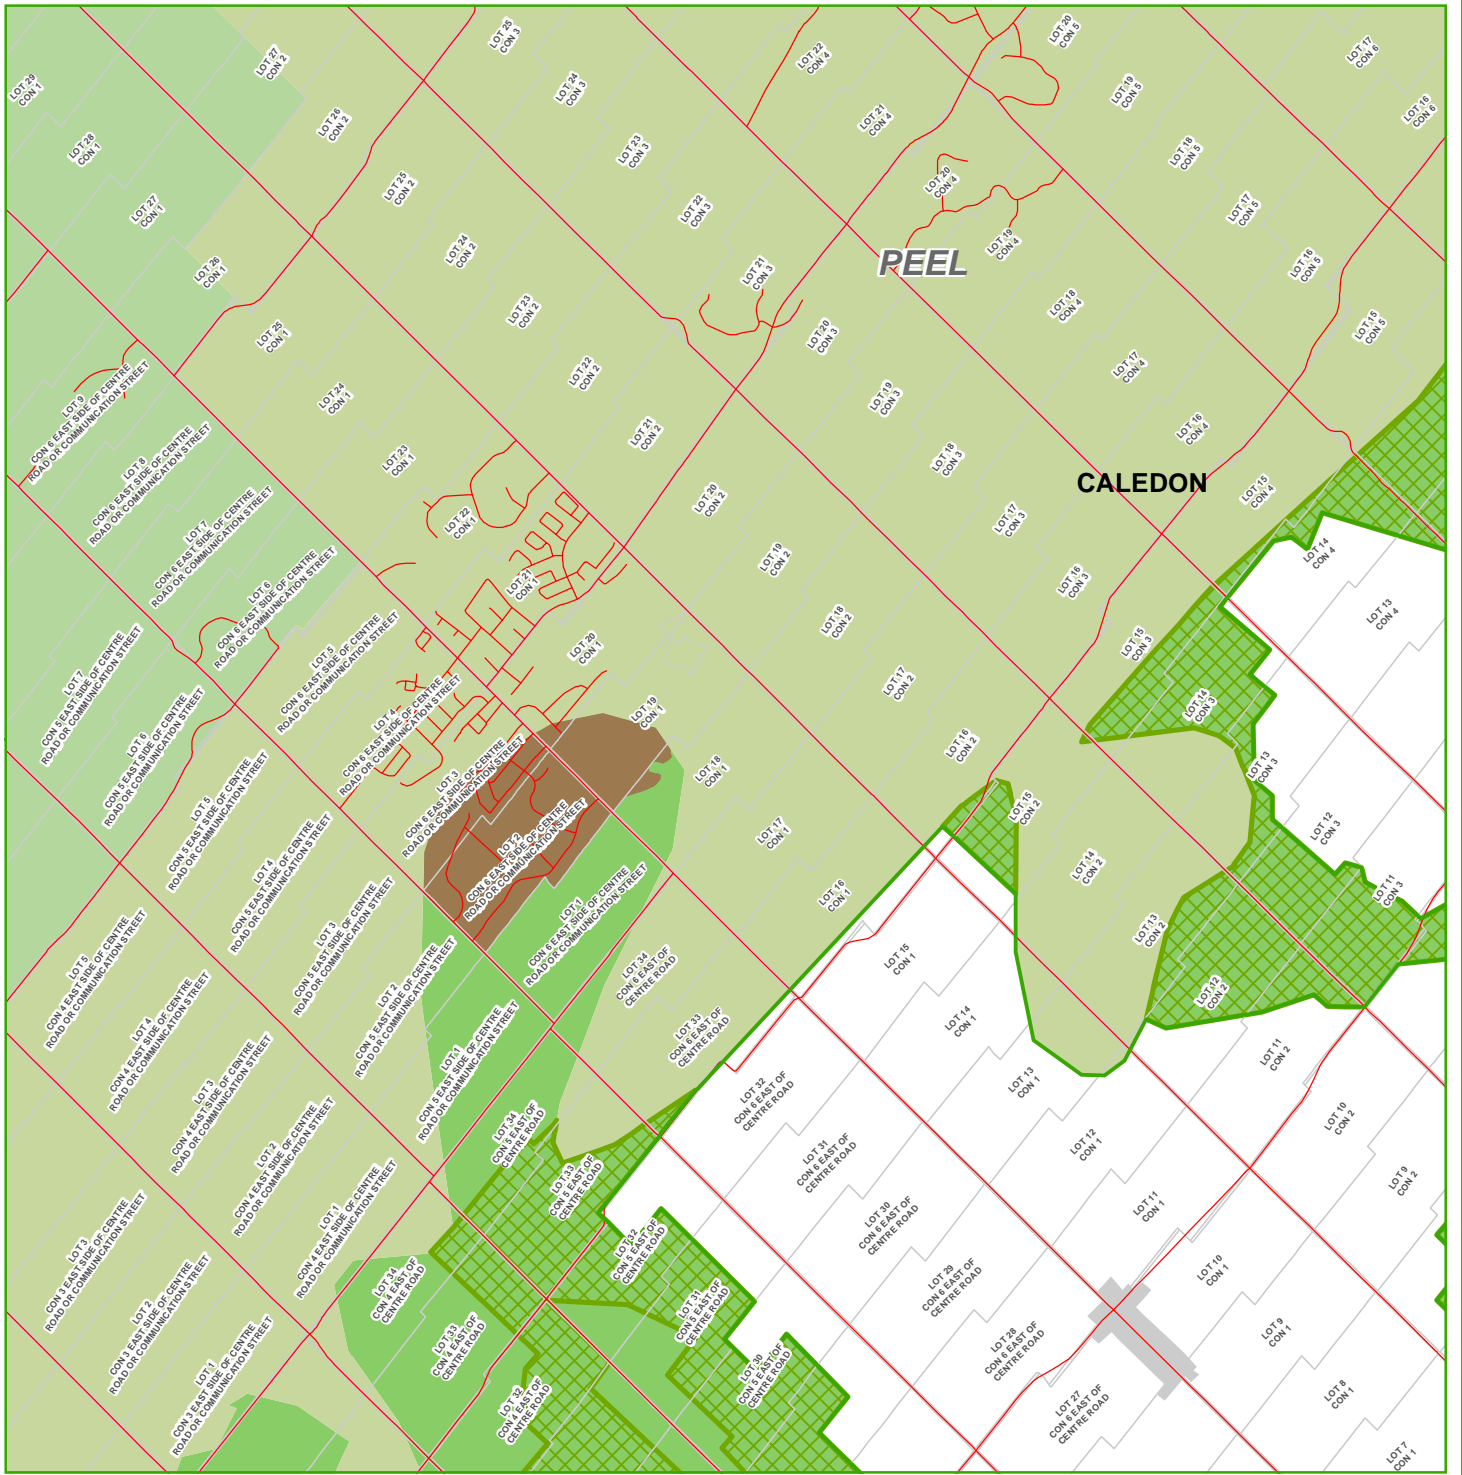 LOT 25
CON 3
LOT 20
CON 5
LOT 17
CON 6
LOT 22
CON 4
LOT 27
CON 2
LOT 29
CON 1
LOT 24
CON 3
LOT 19
CON 5
LOT 16
CON 6
LOT 26
CON 2
LOT 21
CON 4
LOT 28
CON 1
LOT 23
CON 3
LOT 18
CON 5
LOT 25
CON 2
LOT 20
CON 4
LOT 27
CON 1
LOT 22
CON 3
LOT 17
CON 5
LOT 24
CON 2
LOT 19
CON 4
PEEL
LOT 26
CON 1
LOT 21
CON 3
LOT 16
CON 5
LOT 23
CON 2
LOT 18
CON 4
LOT 25
CON 1
LOT 20
CON 3
LOT 15
CON 5
LOT 22
CON 2
LOT 17
CON 4
LOT 24
CON 1
LOT 19
CON 3
LOT 9
CON 6 EAST SIDE OF CENTRE
ROAD OR COMMUNICATION STREET
LOT 21
CON 2
LOT 16
CON 4
LOT 23
CON 1
LOT 18
CON 3
CALEDON
LOT 8
CON 6 EAST SIDE OF CENTRE
ROAD OR COMMUNICATION STREET
LOT 20
CON 2
LOT 15
CON 4
LOT 22
CON 1
LOT 17
CON 3
LOT 7
CON 6 EAST SIDE OF CENTRE
ROAD OR COMMUNICATION STREET
LOT 19
CON 2
LOT 14
CON 4
LOT 21
CON 1
LOT 16
CON 3
LOT 6
CON 6 EAST SIDE OF CENTRE
ROAD OR COMMUNICATION STREET
LOT 18
CON 2
LOT 13
CON 4
LOT 20
CON 1
LOT 15
CON 3
LOT 5
CON 6 EAST SIDE OF CENTRE
ROAD OR COMMUNICATION STREET
LOT 7
CON 5 EAST SIDE OF CENTRE
ROAD OR COMMUNICATION STREET
LOT 17
CON 2
LOT 14
CON 3
LOT 19
CON 1
LOT 4
CON 6 EAST SIDE OF CENTRE
ROAD OR COMMUNICATION STREET
LOT 6
CON 5 EAST SIDE OF CENTRE
ROAD OR COMMUNICATION STREET
LOT 16
CON 2
LOT 13
CON 3
LOT 18
CON 1
LOT 3
CON 6 EAST SIDE OF CENTRE
ROAD OR COMMUNICATION STREET
LOT 5
CON 5 EAST SIDE OF CENTRE
ROAD OR COMMUNICATION STREET
LOT 15
CON 2
LOT 12
CON 3
LOT 17
CON 1
LOT 2
CON 6 EAST SIDE OF CENTRE
ROAD OR COMMUNICATION STREET
LOT 4
CON 5 EAST SIDE OF CENTRE
ROAD OR COMMUNICATION STREET
LOT 14
CON 2
LOT 11
CON 3
LOT 16
CON 1
LOT 1
CON 6 EAST SIDE OF CENTRE
ROAD OR COMMUNICATION STREET
LOT 3
CON 5 EAST SIDE OF CENTRE
ROAD OR COMMUNICATION STREET
LOT 13
CON 2
LOT 15
CON 1
LOT 5
CON 4 EAST SIDE OF CENTRE
ROAD OR COMMUNICATION STREET
LOT 34
CON 6 EAST OF
CENTRE ROAD
LOT 2
CON 5 EAST SIDE OF CENTRE
ROAD OR COMMUNICATION STREET
LOT 12
CON 2
LOT 14
CON 1
LOT 4
CON 4 EAST SIDE OF CENTRE
ROAD OR COMMUNICATION STREET
LOT 33
CON 6 EAST OF
CENTRE ROAD
LOT 1
CON 5 EAST SIDE OF CENTRE
ROAD OR COMMUNICATION STREET
LOT 11
CON 2
LOT 13
CON 1
LOT 3
CON 4 EAST SIDE OF CENTRE
ROAD OR COMMUNICATION STREET
LOT 32
CON 6 EAST OF
CENTRE ROAD
LOT 34
CON 5 EAST OF
CENTRE ROAD
LOT 10
CON 2
LOT 12
CON 1
LOT 2
CON 4 EAST SIDE OF CENTRE
ROAD OR COMMUNICATION STREET
LOT 31
CON 6 EAST OF
CENTRE ROAD
LOT 33
CON 5 EAST OF
CENTRE ROAD
LOT 9
CON 2
LOT 11
CON 1
LOT 1
CON 4 EAST SIDE OF CENTRE
ROAD OR COMMUNICATION STREET
LOT 30
CON 6 EAST OF
CENTRE ROAD
LOT 32
CON 5 EAST OF
CENTRE ROAD
LOT 3
CON 3 EAST SIDE OF CENTRE
ROAD OR COMMUNICATION STREET
LOT 10
CON 1
LOT 34
CON 4 EAST OF
CENTRE ROAD
LOT 29
CON 6 EAST OF
CENTRE ROAD
LOT 31
CON 5 EAST OF
CENTRE ROAD
LOT 2
CON 3 EAST SIDE OF CENTRE
ROAD OR COMMUNICATION STREET
LOT 9
CON 1
LOT 33
CON 4 EAST OF
CENTRE ROAD
LOT 28
CON 6 EAST OF
CENTRE ROAD
LOT 30
CON 5 EAST OF
CENTRE ROAD
LOT 1
CON 3 EAST SIDE OF CENTRE
ROAD OR COMMUNICATION STREET
LOT 8
CON 1
LOT 32
CON 4 EAST OF
CENTRE ROAD
LOT 27
CON 6 EAST OF
CENTRE ROAD
LOT 7
CON 1